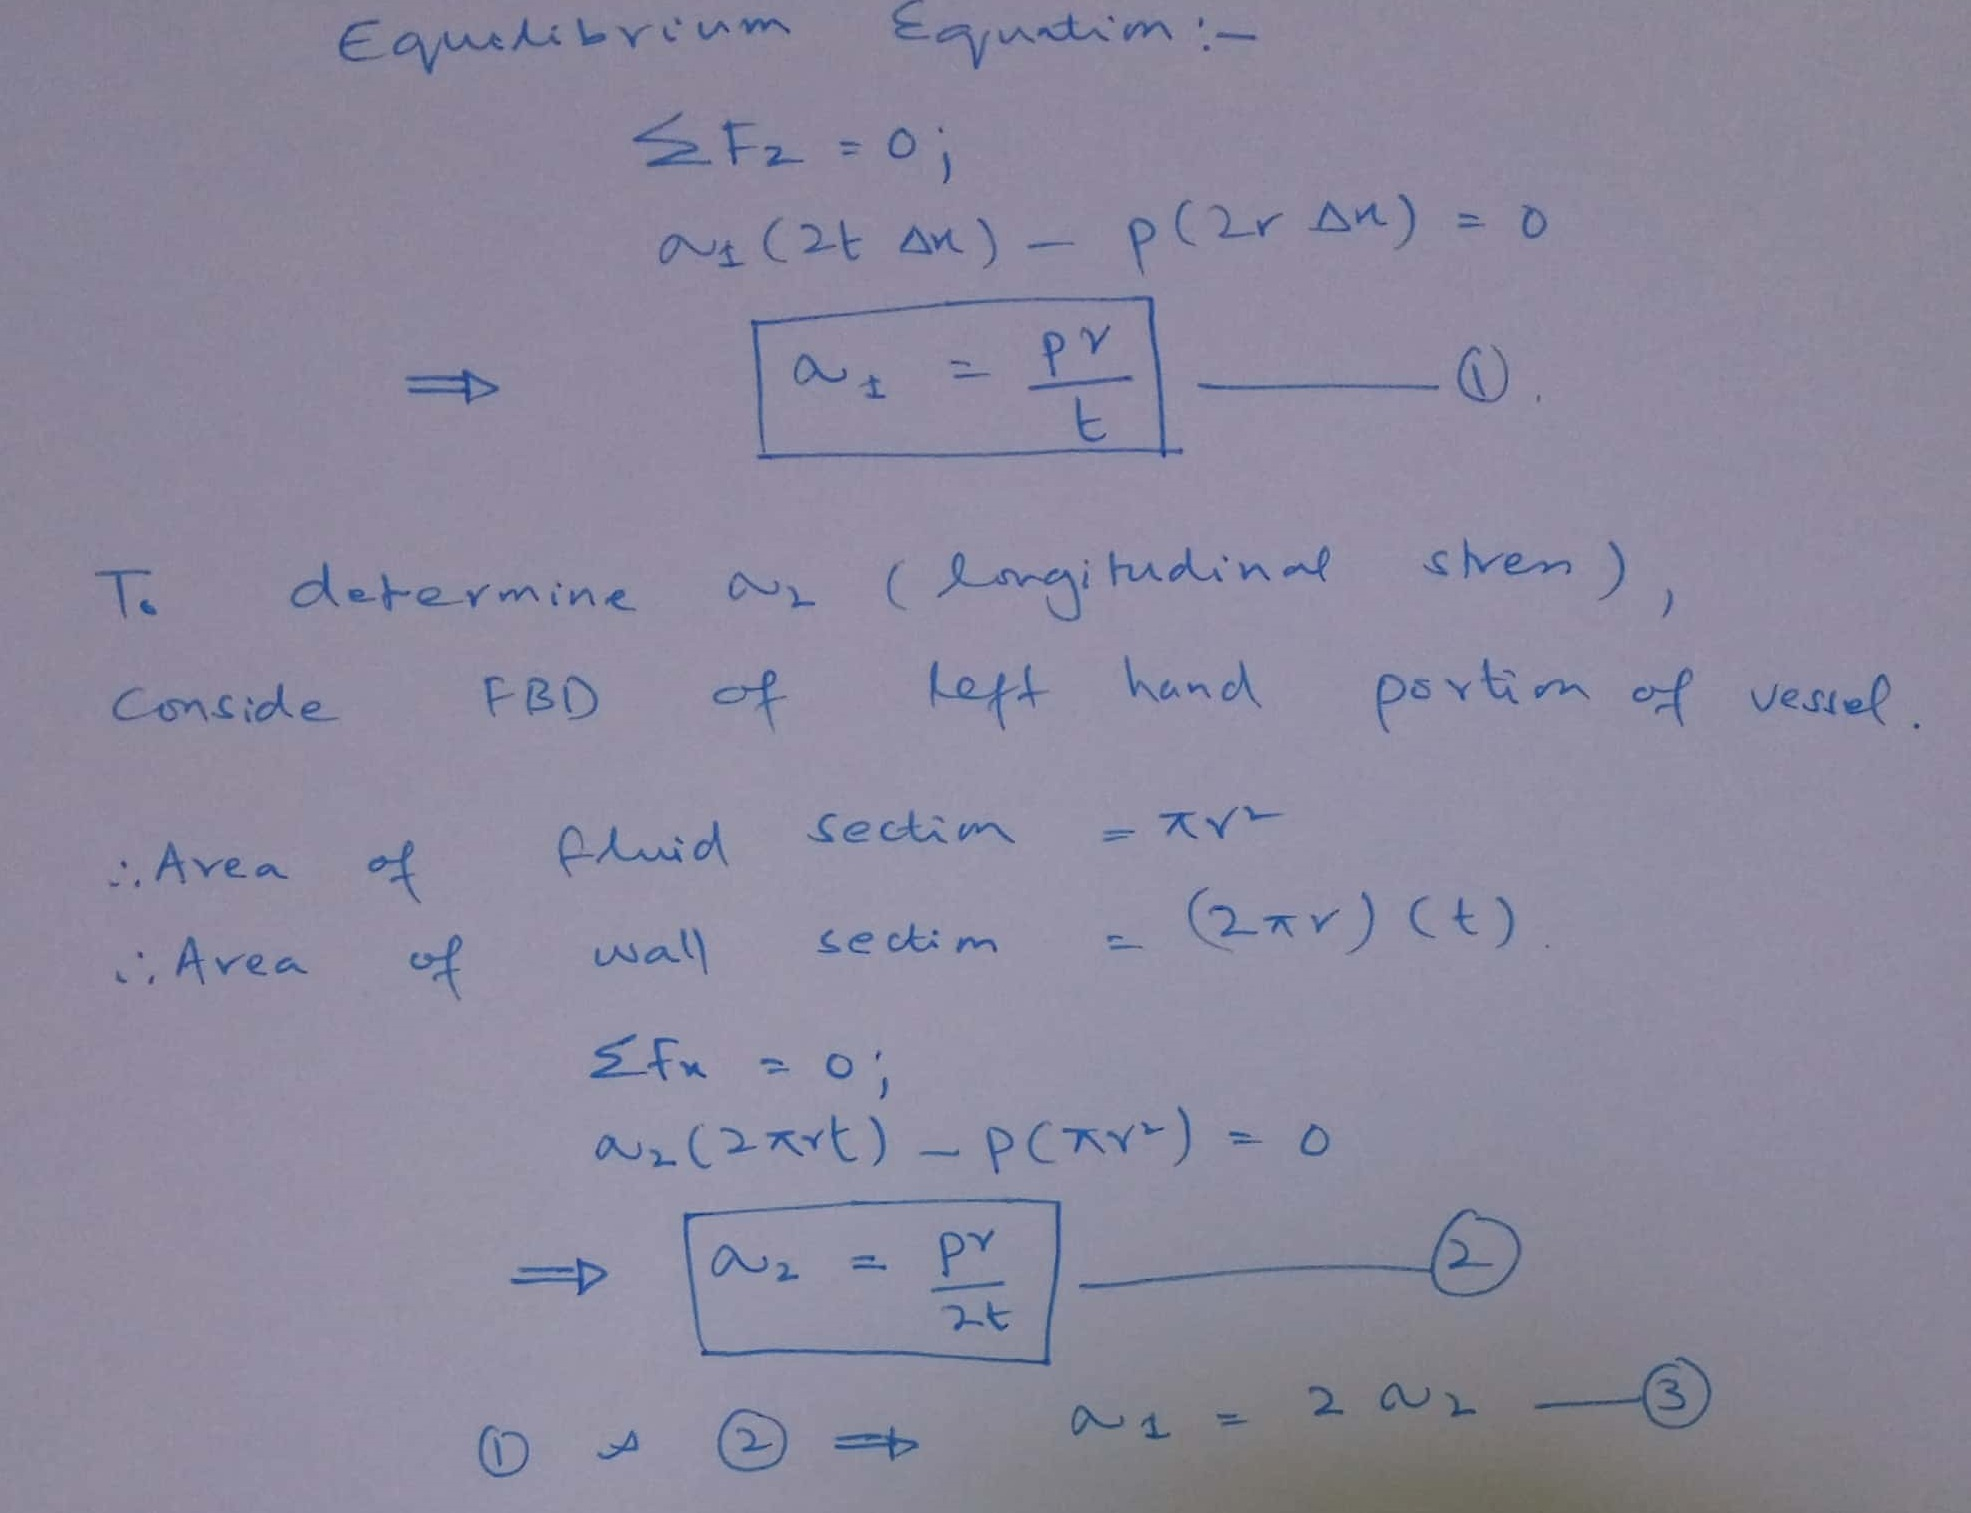 Equilibrium Equation :-
ΣFz = 0;
σ1 (2t Δx) - p(2r Δx) = 0
⇒ σ1 = pr/t —— ①.
To determine σ2 (longitudinal stress),
Conside FBD of left hand portion of vessel.
∴ Area of fluid section = πr²
∴ Area of wall section = (2πr) (t).
ΣFx = 0;
σ2 (2πrt) - p(πr²) = 0
⇒ σ2 = pr/2t —— ②
① & ② ⇒ σ1 = 2 σ2 — ③